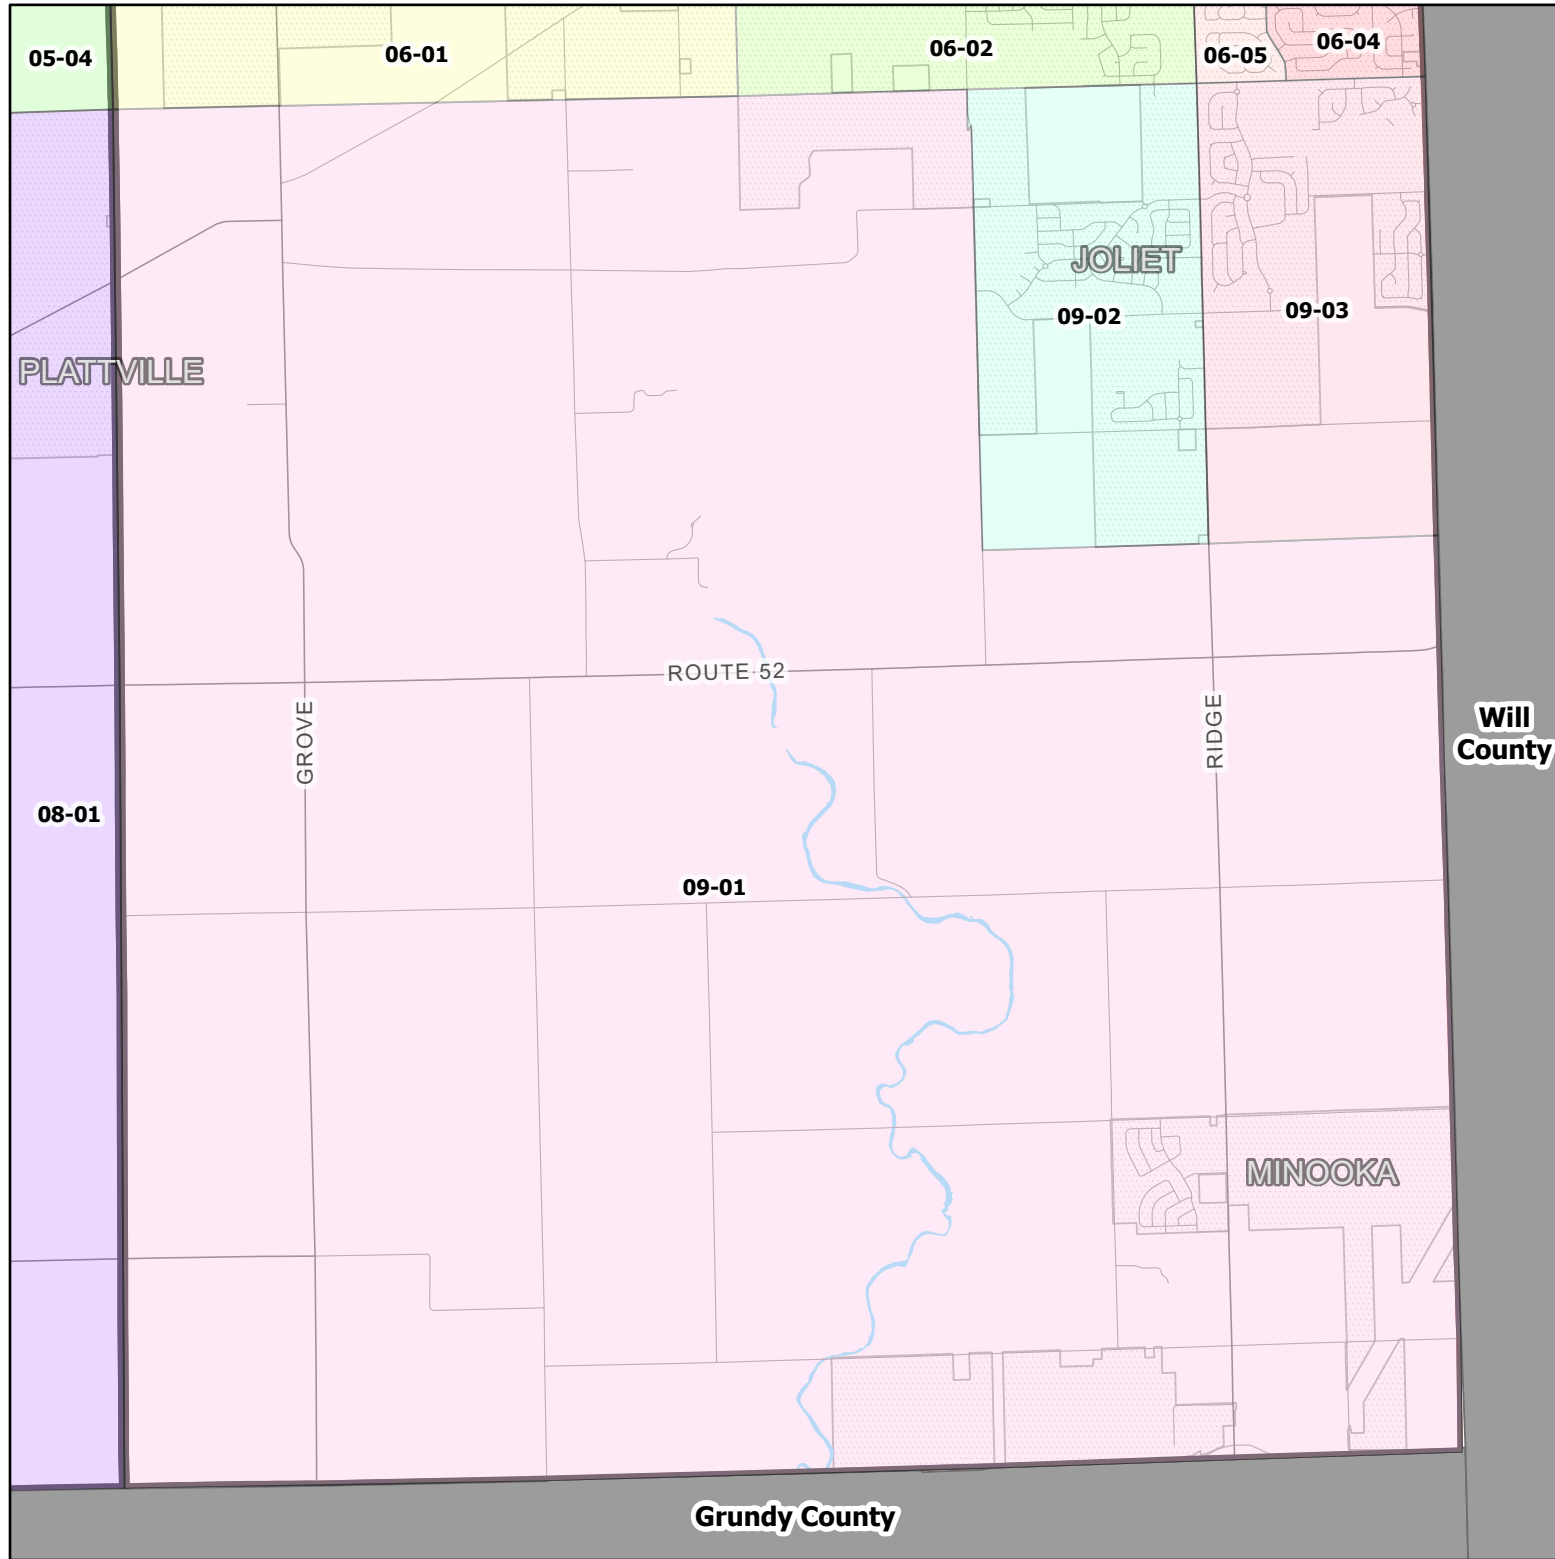 05-04
06-01
06-02
06-05
06-04
JOLIET
09-02
09-03
PLATTVILLE
ROUTE 52
GROVE
RIDGE
Will
County
08-01
09-01
MINOOKA
Grundy County